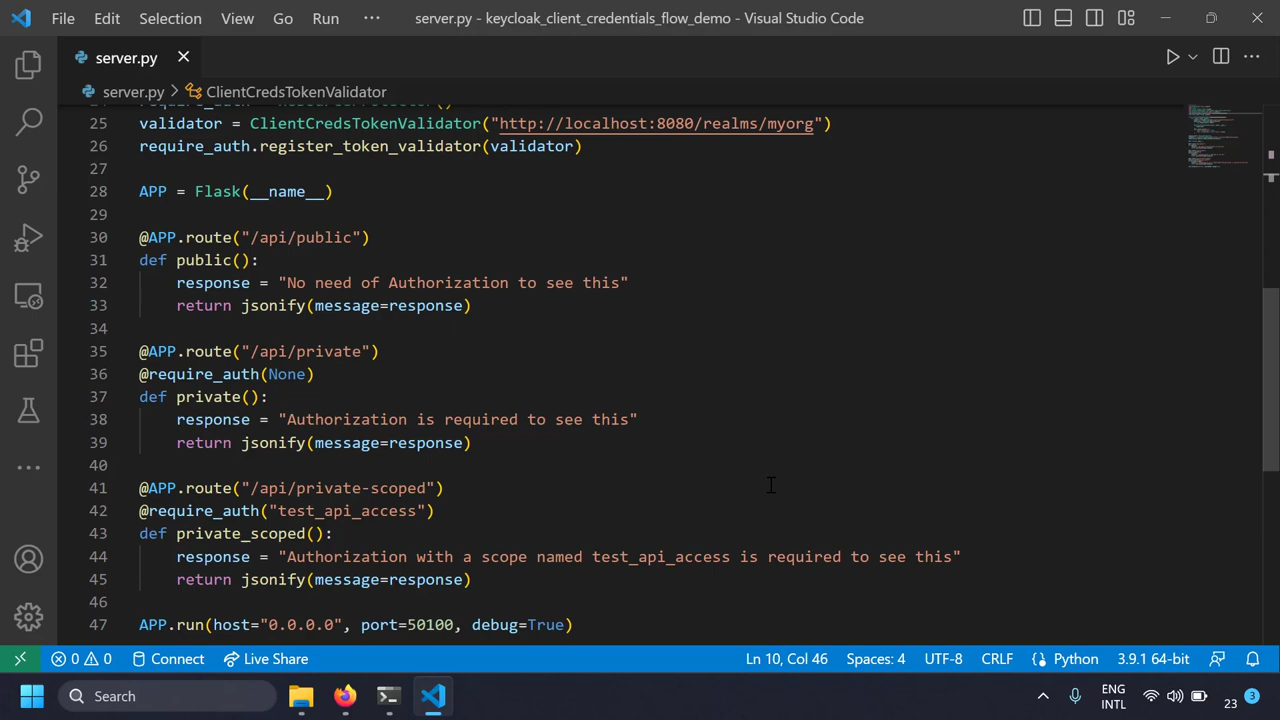 File Edit Selection View Go Run ··· server.py - keycloak_client_credentials_flow_demo - Visual Studio Code
server.py
server.py > ClientCredsTokenValidator
25 validator = ClientCredsTokenValidator("http://localhost:8080/realms/myorg")
26 require_auth.register_token_validator(validator)
27
28 APP = Flask(__name__)
29
30 @APP.route("/api/public")
31 def public():
32 response = "No need of Authorization to see this"
33 return jsonify(message=response)
34
35 @APP.route("/api/private")
36 @require_auth(None)
37 def private():
38 response = "Authorization is required to see this"
39 return jsonify(message=response)
40
41 @APP.route("/api/private-scoped")
42 @require_auth("test_api_access")
43 def private_scoped():
44 response = "Authorization with a scope named test_api_access is required to see this"
45 return jsonify(message=response)
46
47 APP.run(host="0.0.0.0", port=50100, debug=True)
0 0 Connect Live Share Ln 10, Col 46 Spaces: 4 UTF-8 CRLF Python 3.9.1 64-bit
Search ENG INTL 23 3